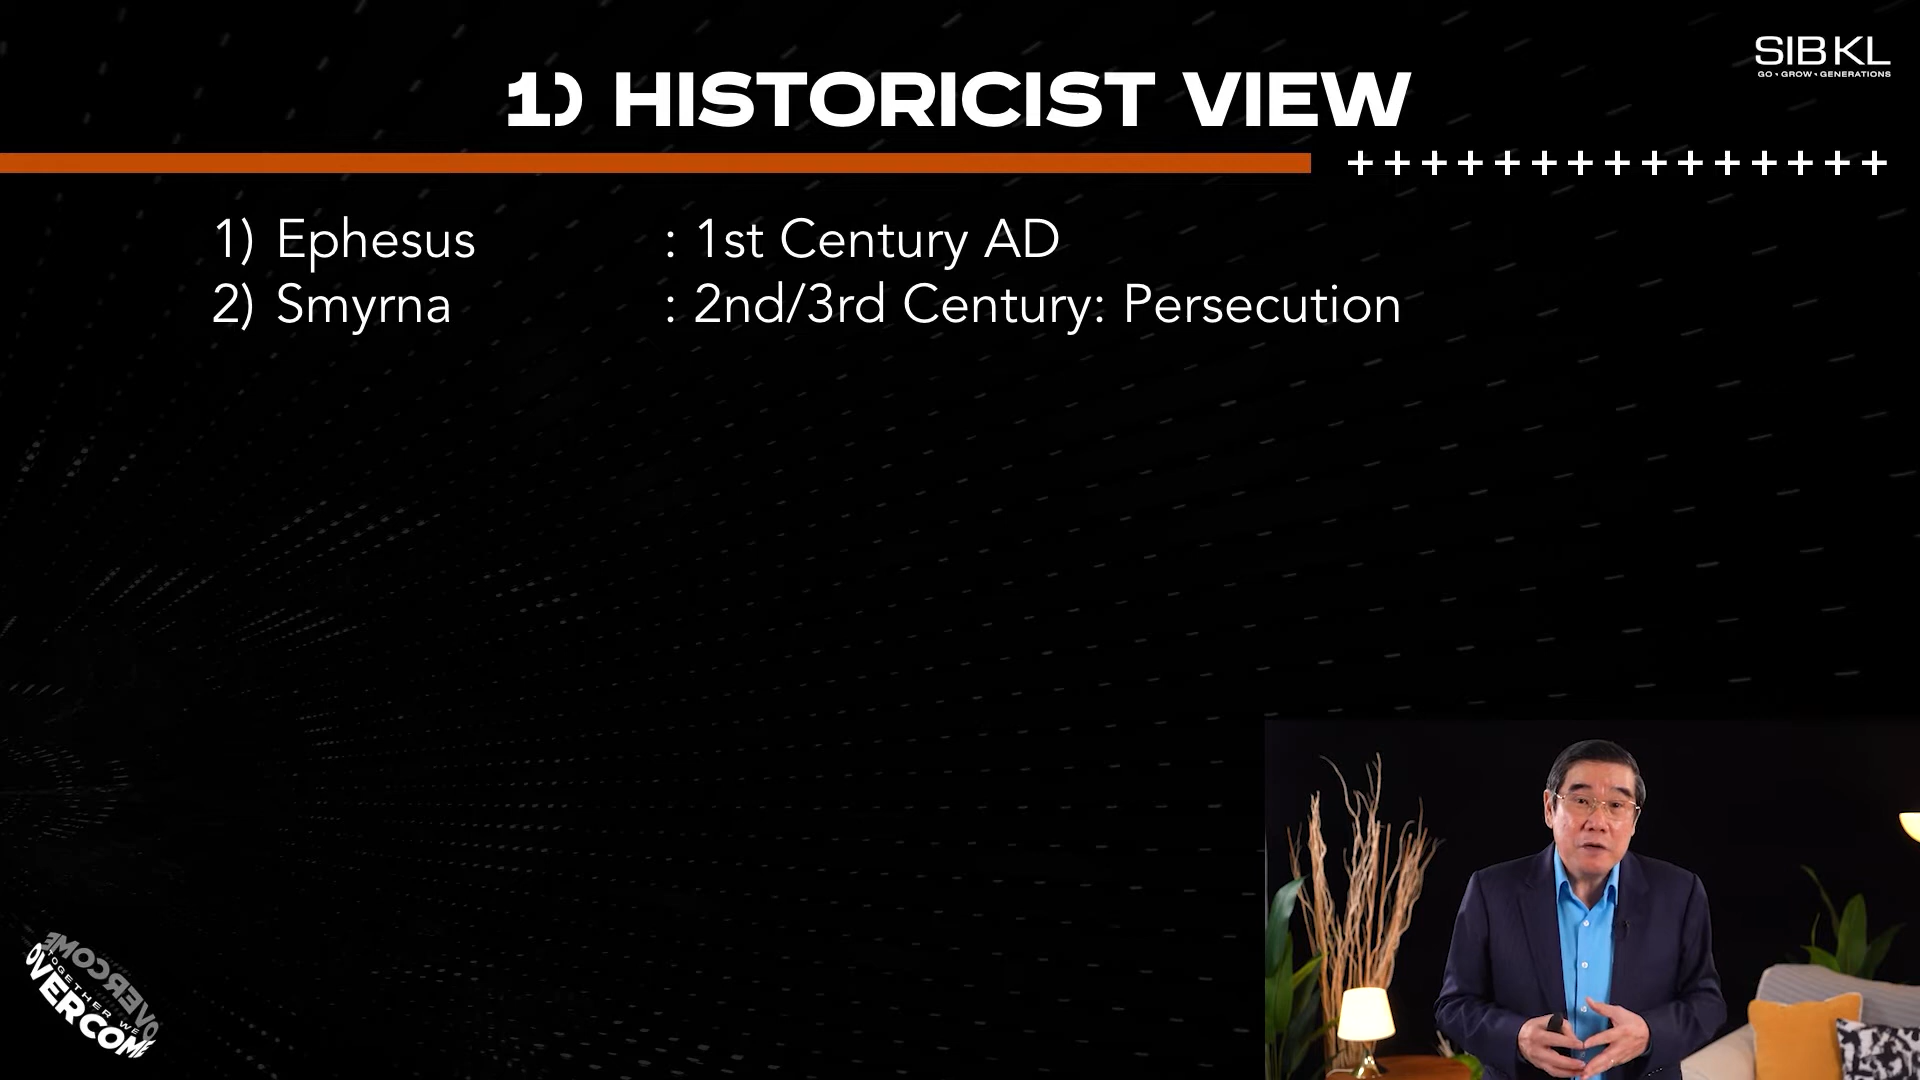 SIBKL
GO • GROW • GENERATIONS
1) HISTORICIST VIEW
+++++++++++++++
1) Ephesus : 1st Century AD
2) Smyrna : 2nd/3rd Century: Persecution
OVERCOME
TOGETHER WE
OVERCOME